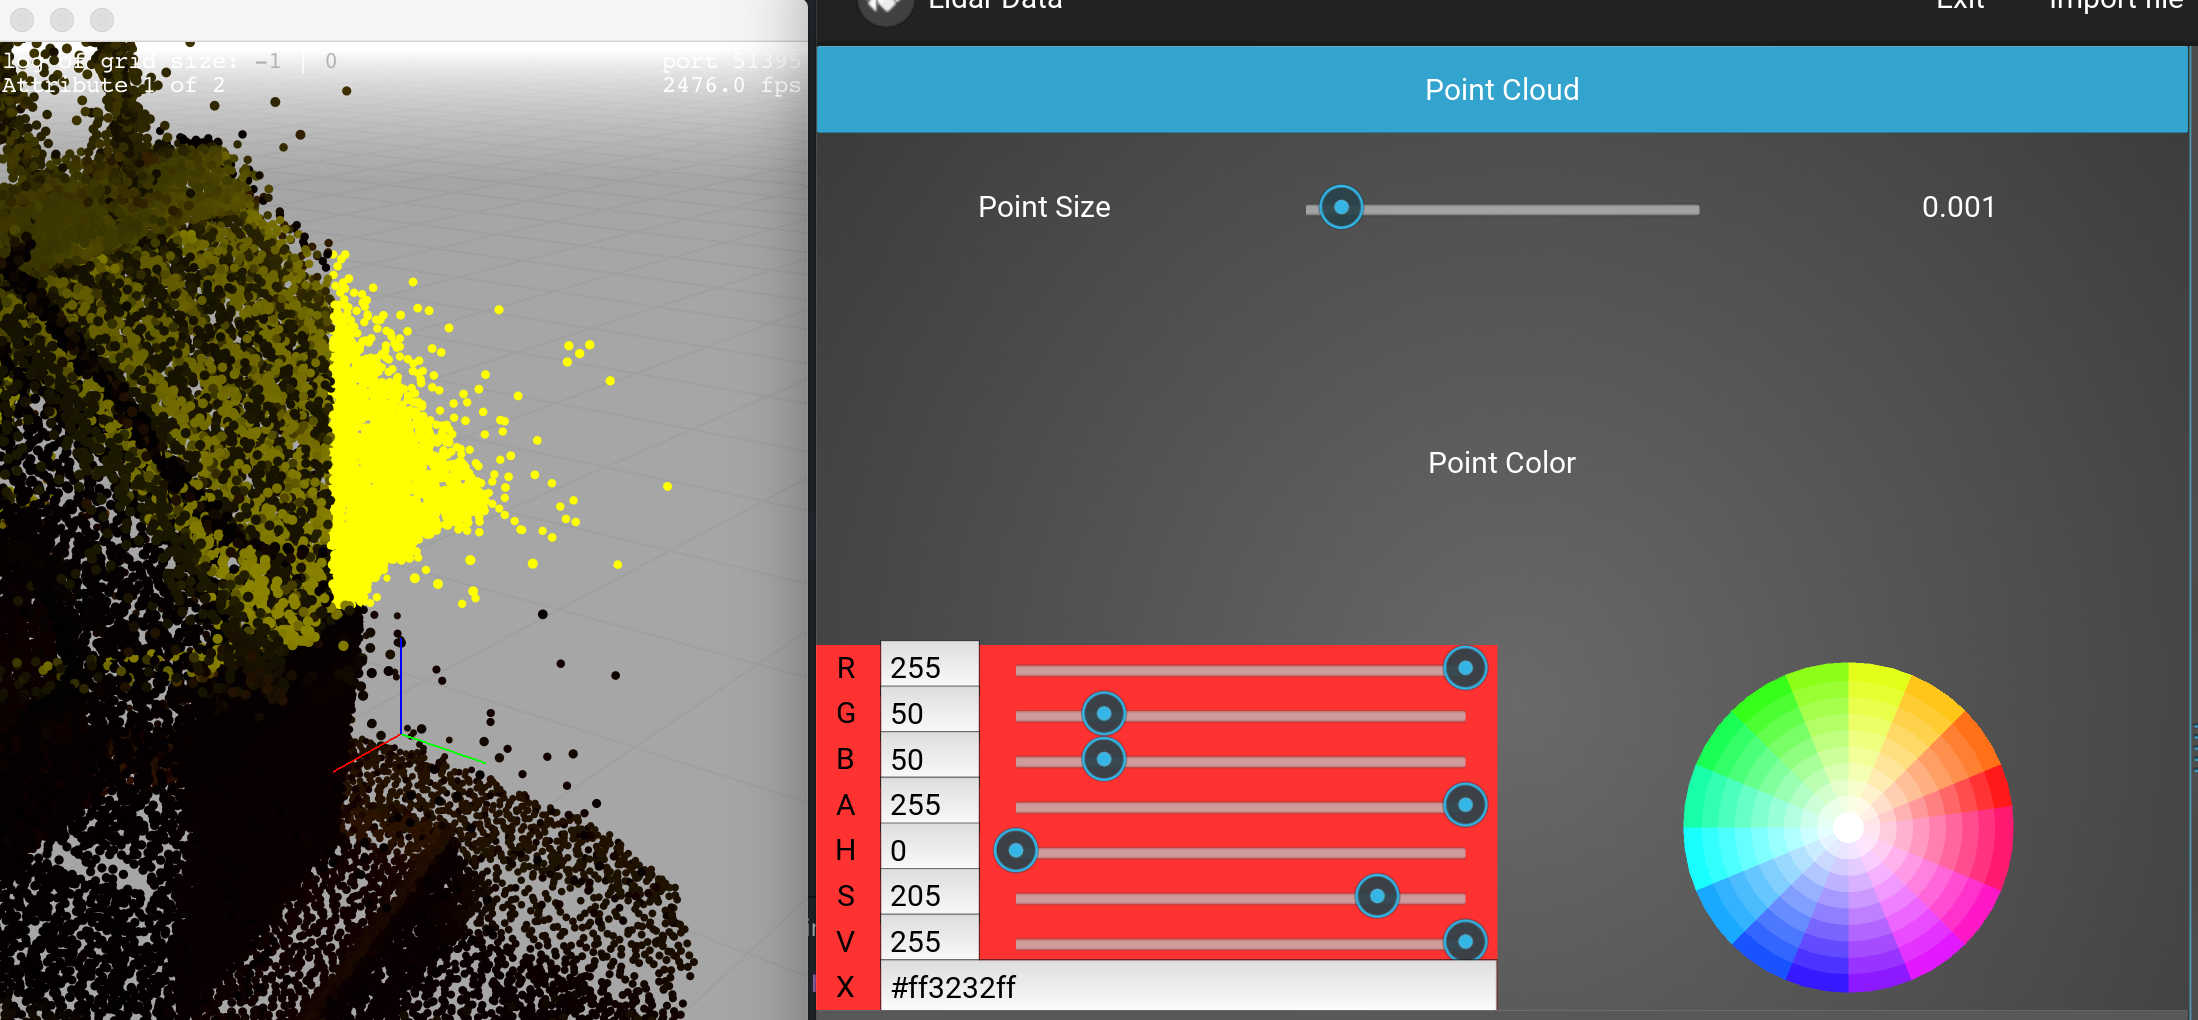 log of grid size: -1 | 0
Attribute 1 of 2
port 51395
2476.0 fps
Lidar Data
Exit
Import file
Point Cloud
Point Size
0.001
Point Color
R 255
G 50
B 50
A 255
H 0
S 205
V 255
X #ff3232ff